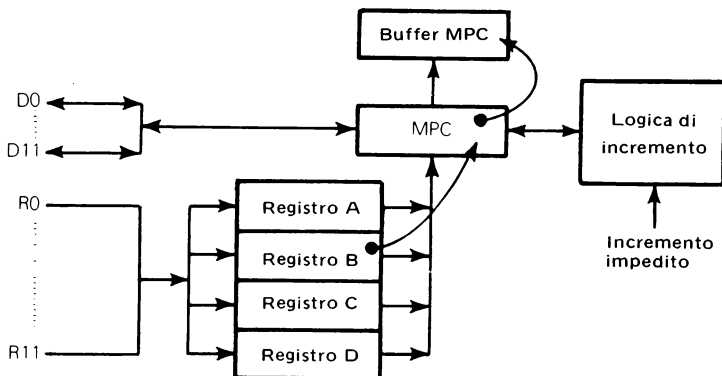 Buffer MPC
D0
D11
MPC
Logica di
incremento
R0
R11
Registro A
Registro B
Registro C
Registro D
Incremento
impedito